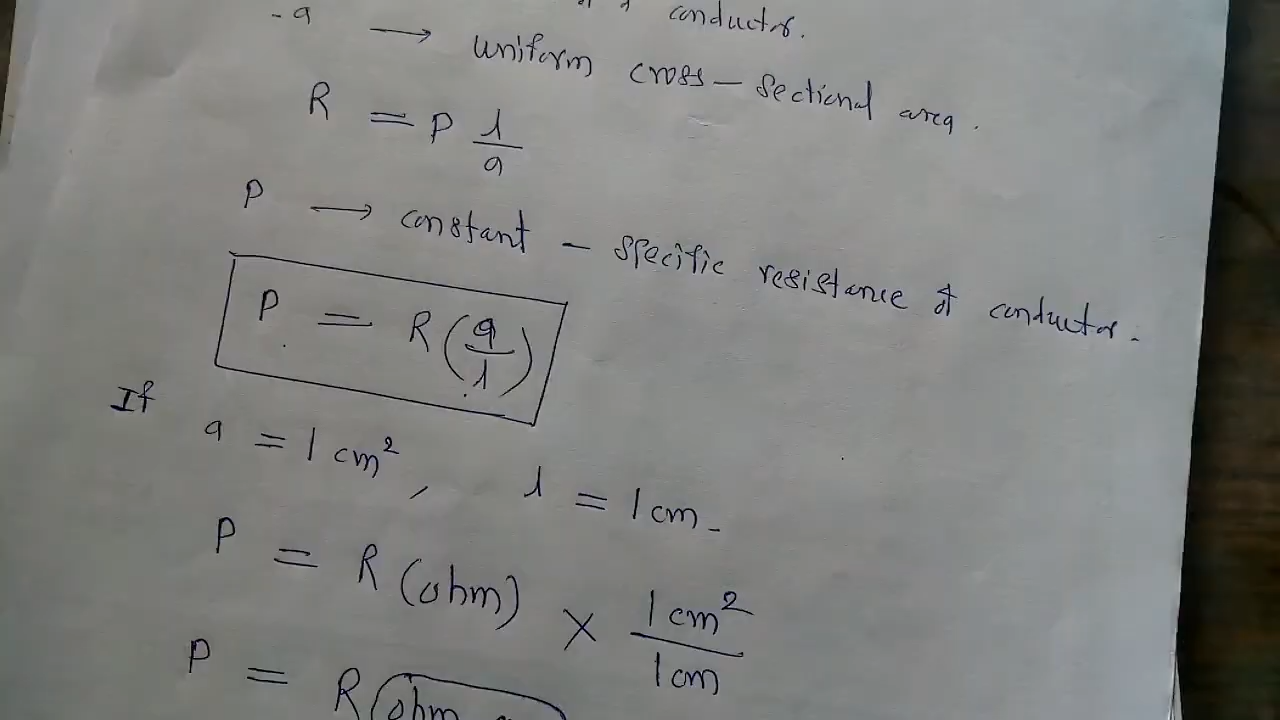 conductor.
- a → uniform cross-sectional area.
R = P l/a
P → constant - specific resistance of conductor.
P = R(a/l)
If a = 1 cm², l = 1 cm.
P = R (ohm) × 1 cm²/1 cm
P = R (ohm